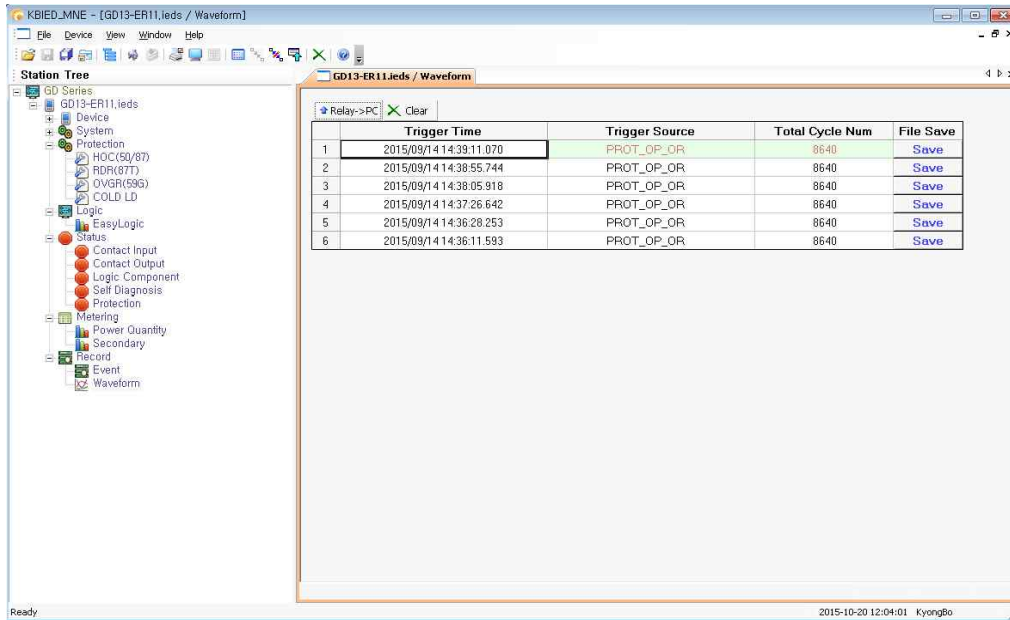 KBIED_MNE - [GD13-ER11,ieds / Waveform]
File Device View Window Help
Station Tree
GD Series
GD13-ER11,ieds
Device
System
Protection
HOC(50/87)
RDR(87T)
OVGR(59G)
COLD LD
Logic
EasyLogic
Status
Contact Input
Contact Output
Logic Component
Self Diagnosis
Protection
Metering
Power Quantity
Secondary
Record
Event
Waveform
GD13-ER11.ieds / Waveform
Relay->PC Clear
Trigger Time Trigger Source Total Cycle Num File Save
1 2015/09/14 14:39:11.070 PROT_OP_OR 8640 Save
2 2015/09/14 14:38:55.744 PROT_OP_OR 8640 Save
3 2015/09/14 14:38:05.918 PROT_OP_OR 8640 Save
4 2015/09/14 14:37:26.642 PROT_OP_OR 8640 Save
5 2015/09/14 14:36:28.253 PROT_OP_OR 8640 Save
6 2015/09/14 14:36:11.593 PROT_OP_OR 8640 Save
Ready 2015-10-20 12:04:01 KyongBo